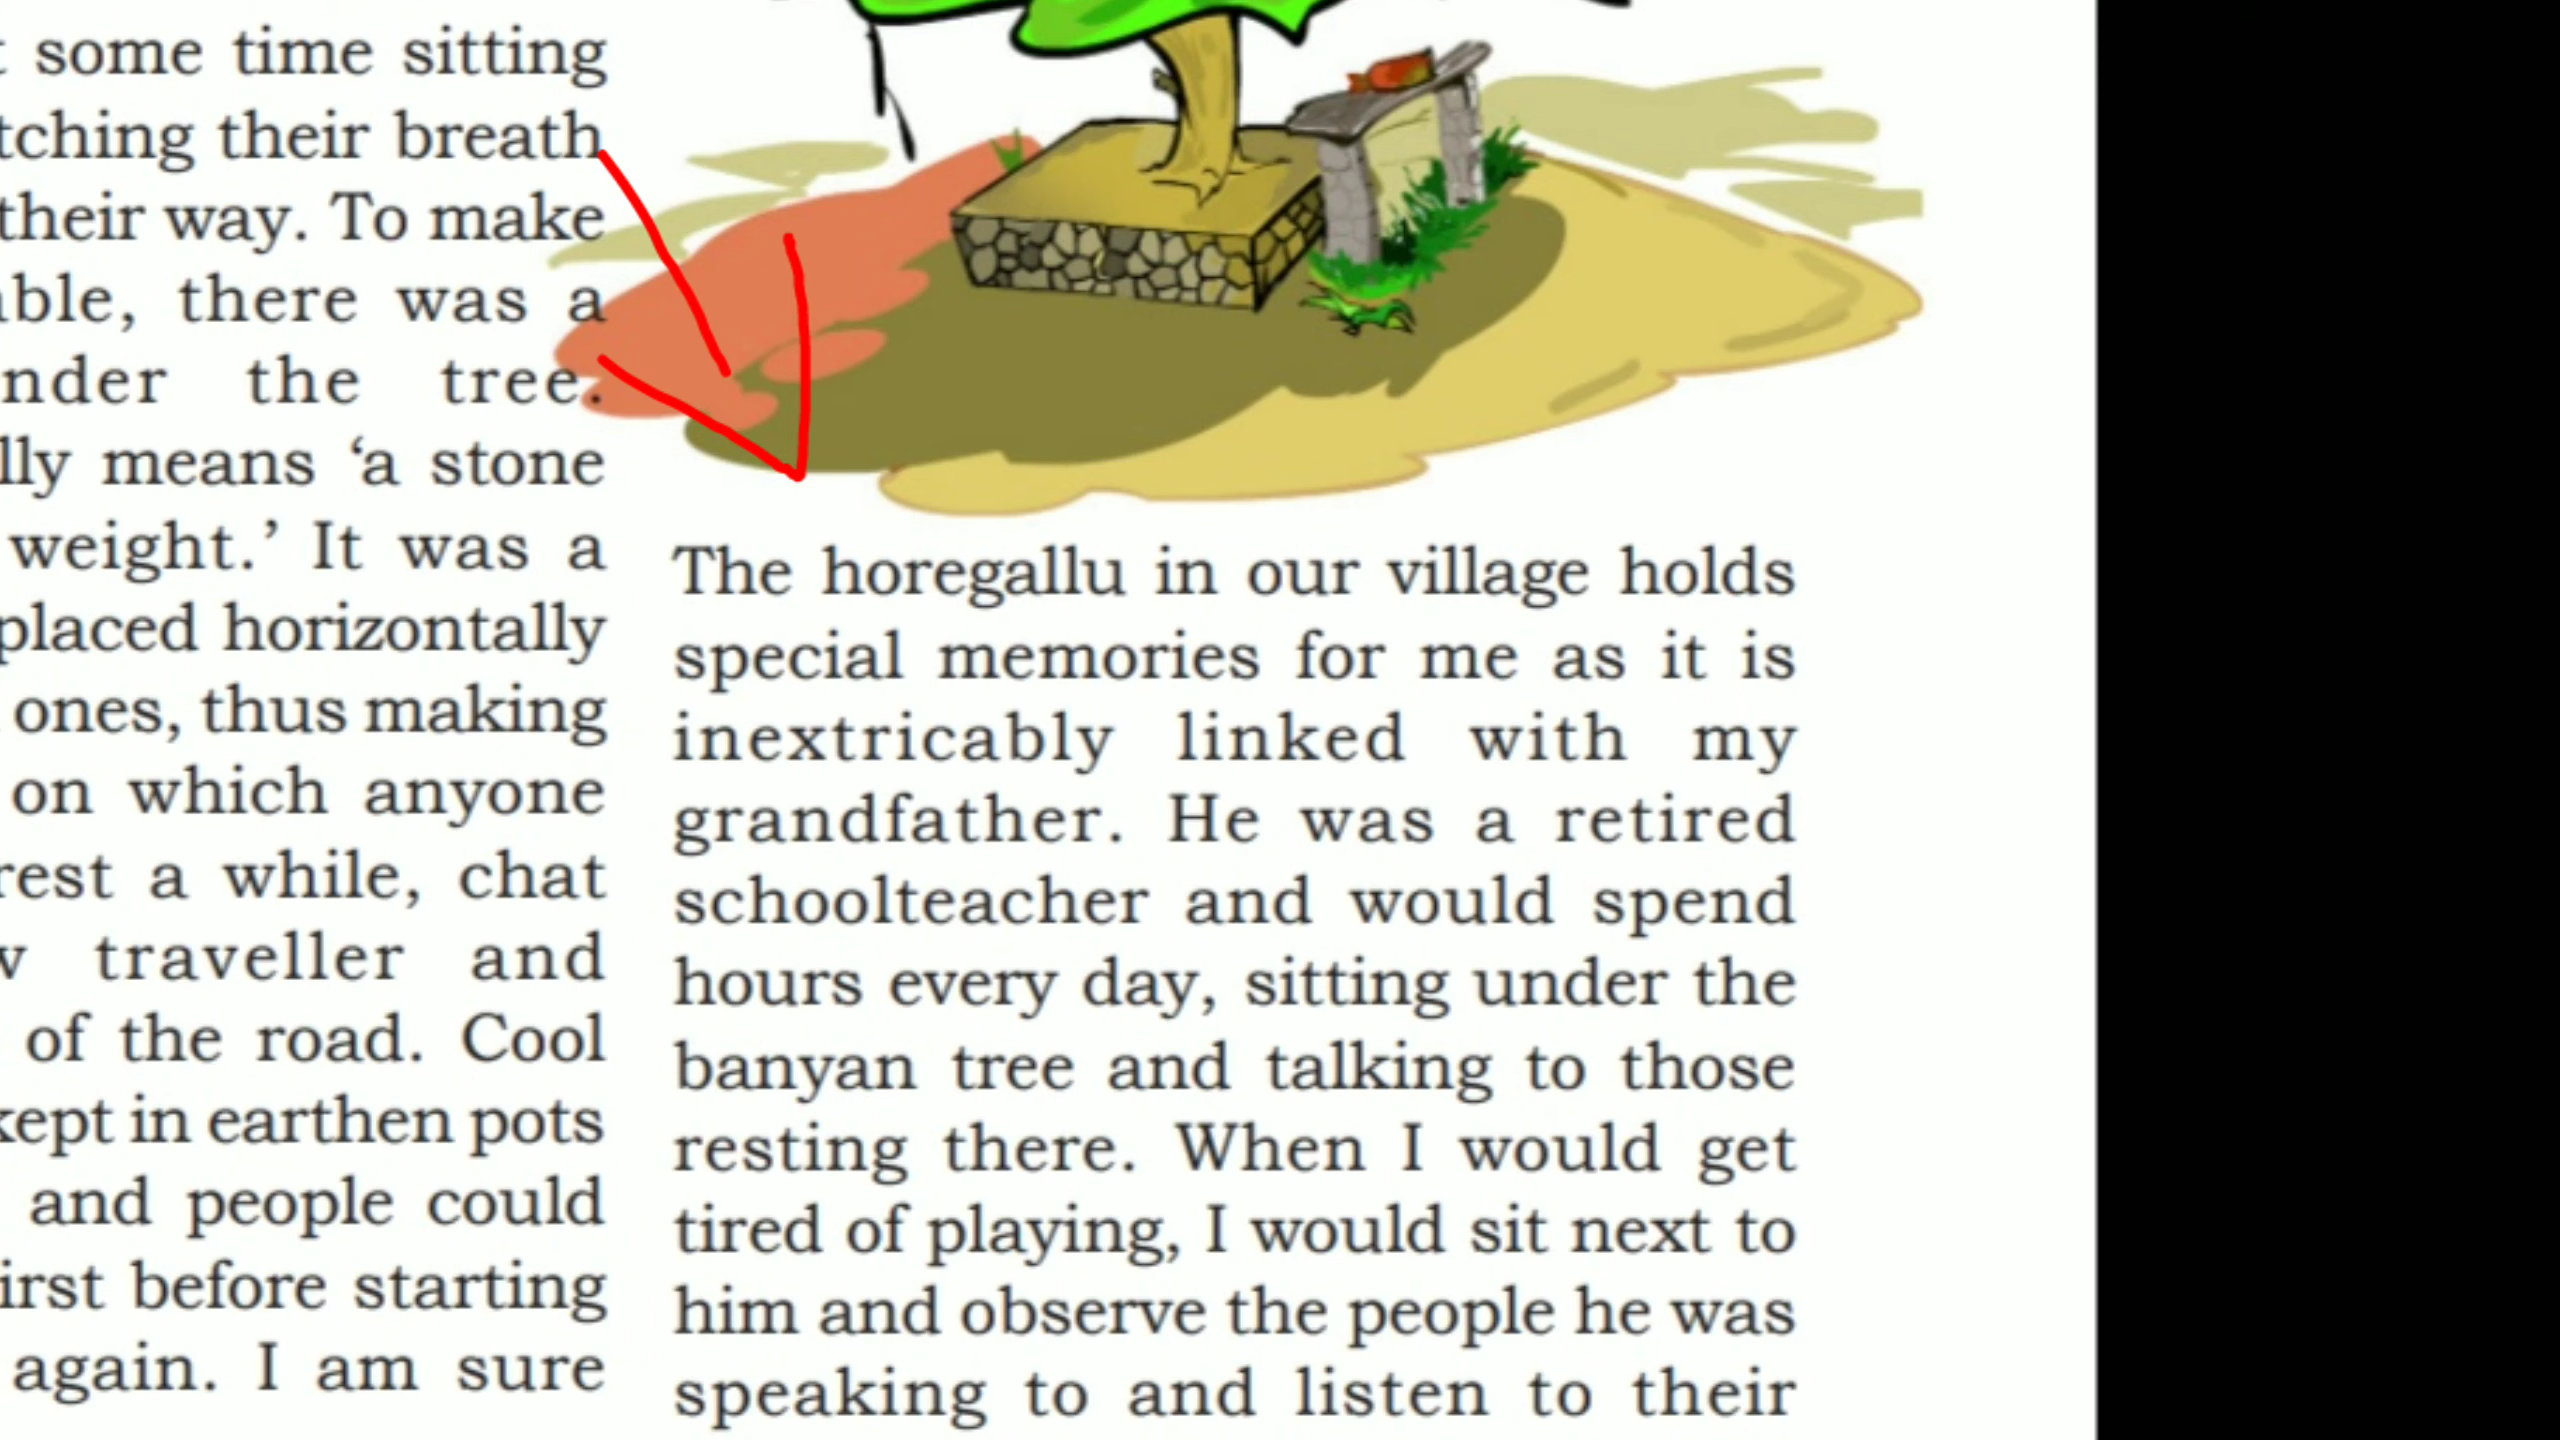 some time sitting
their breath
their way. To make
there was a
the tree.
means ‘a stone
weight.’ It was a
placed horizontally
ones, thus making
on which anyone
rest a while, chat
traveller and
of the road. Cool
kept in earthen pots
and people could
before starting
again. I am sure
The horegallu in our village holds
special memories for me as it is
inextricably linked with my
grandfather. He was a retired
schoolteacher and would spend
hours every day, sitting under the
banyan tree and talking to those
resting there. When I would get
tired of playing, I would sit next to
him and observe the people he was
speaking to and listen to their